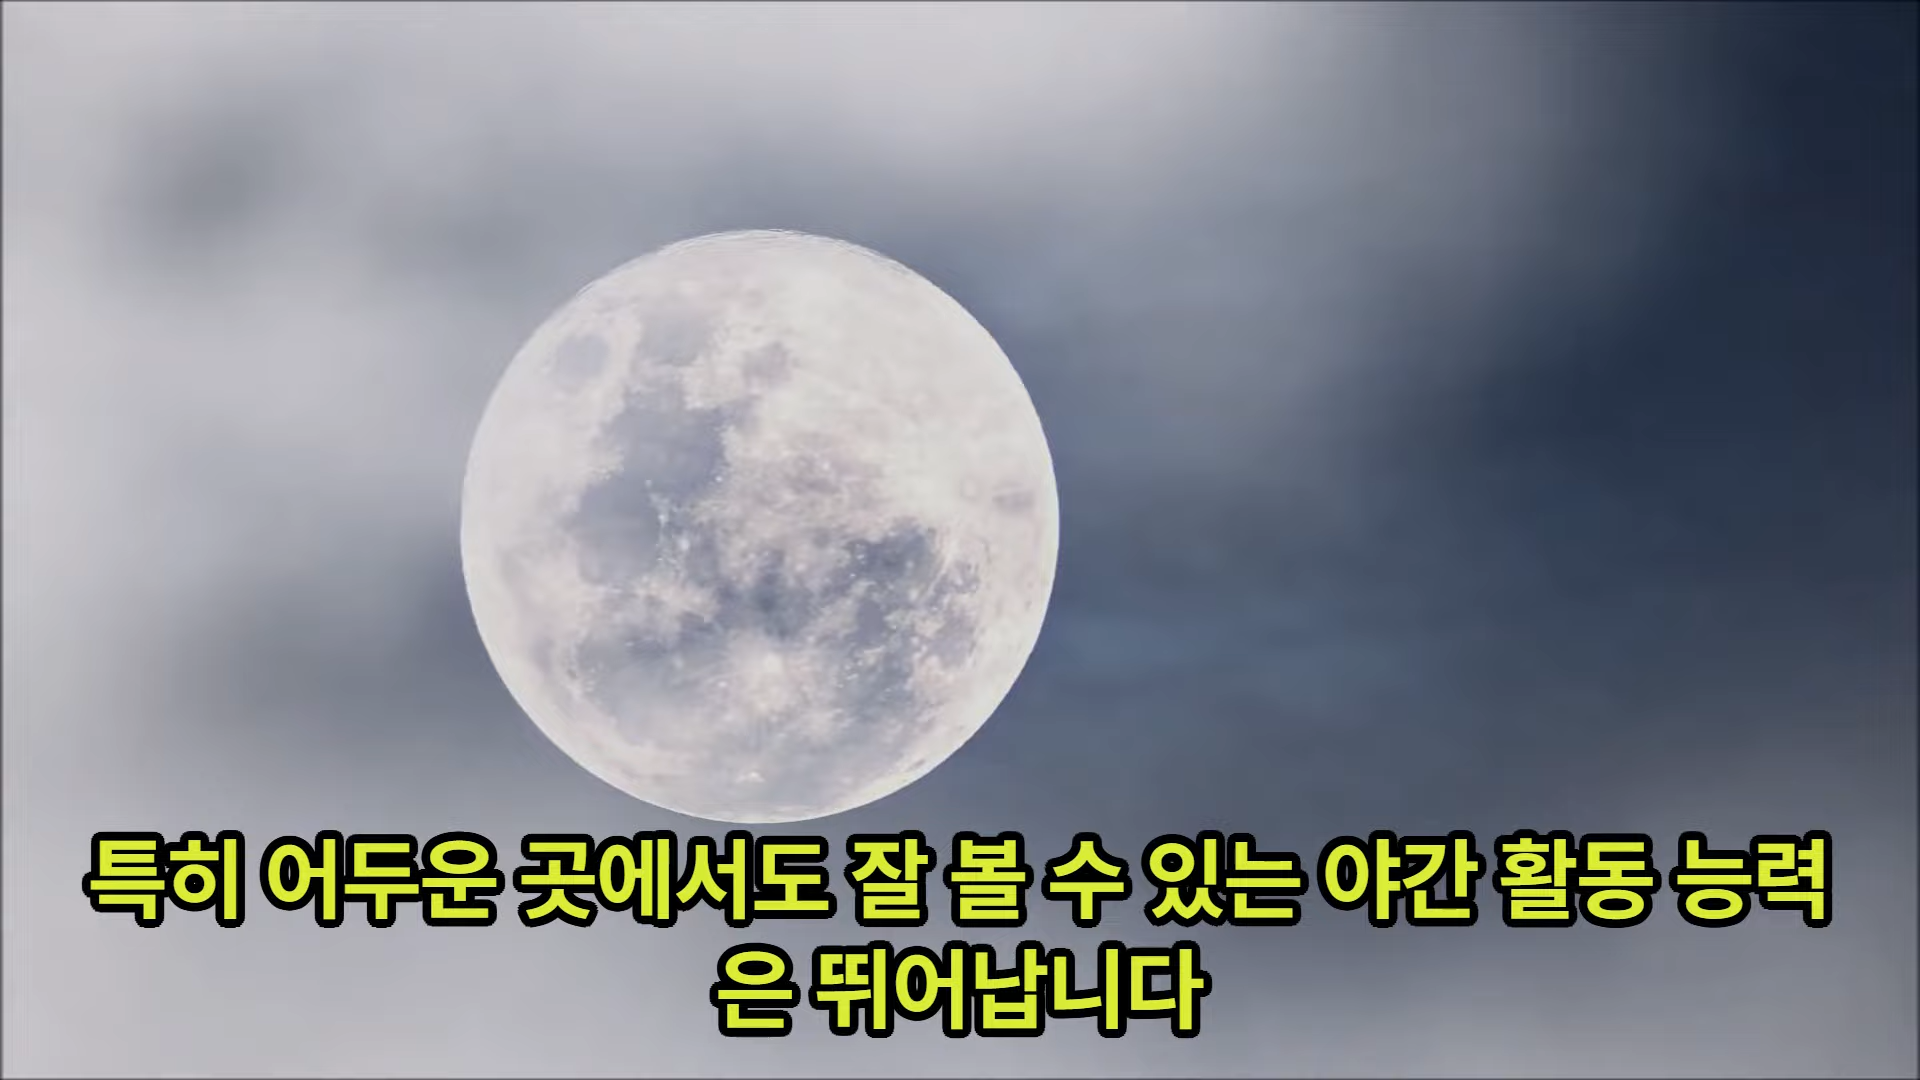 특히 어두운 곳에서도 잘 볼 수 있는 야간 활동 능력
은 뛰어납니다